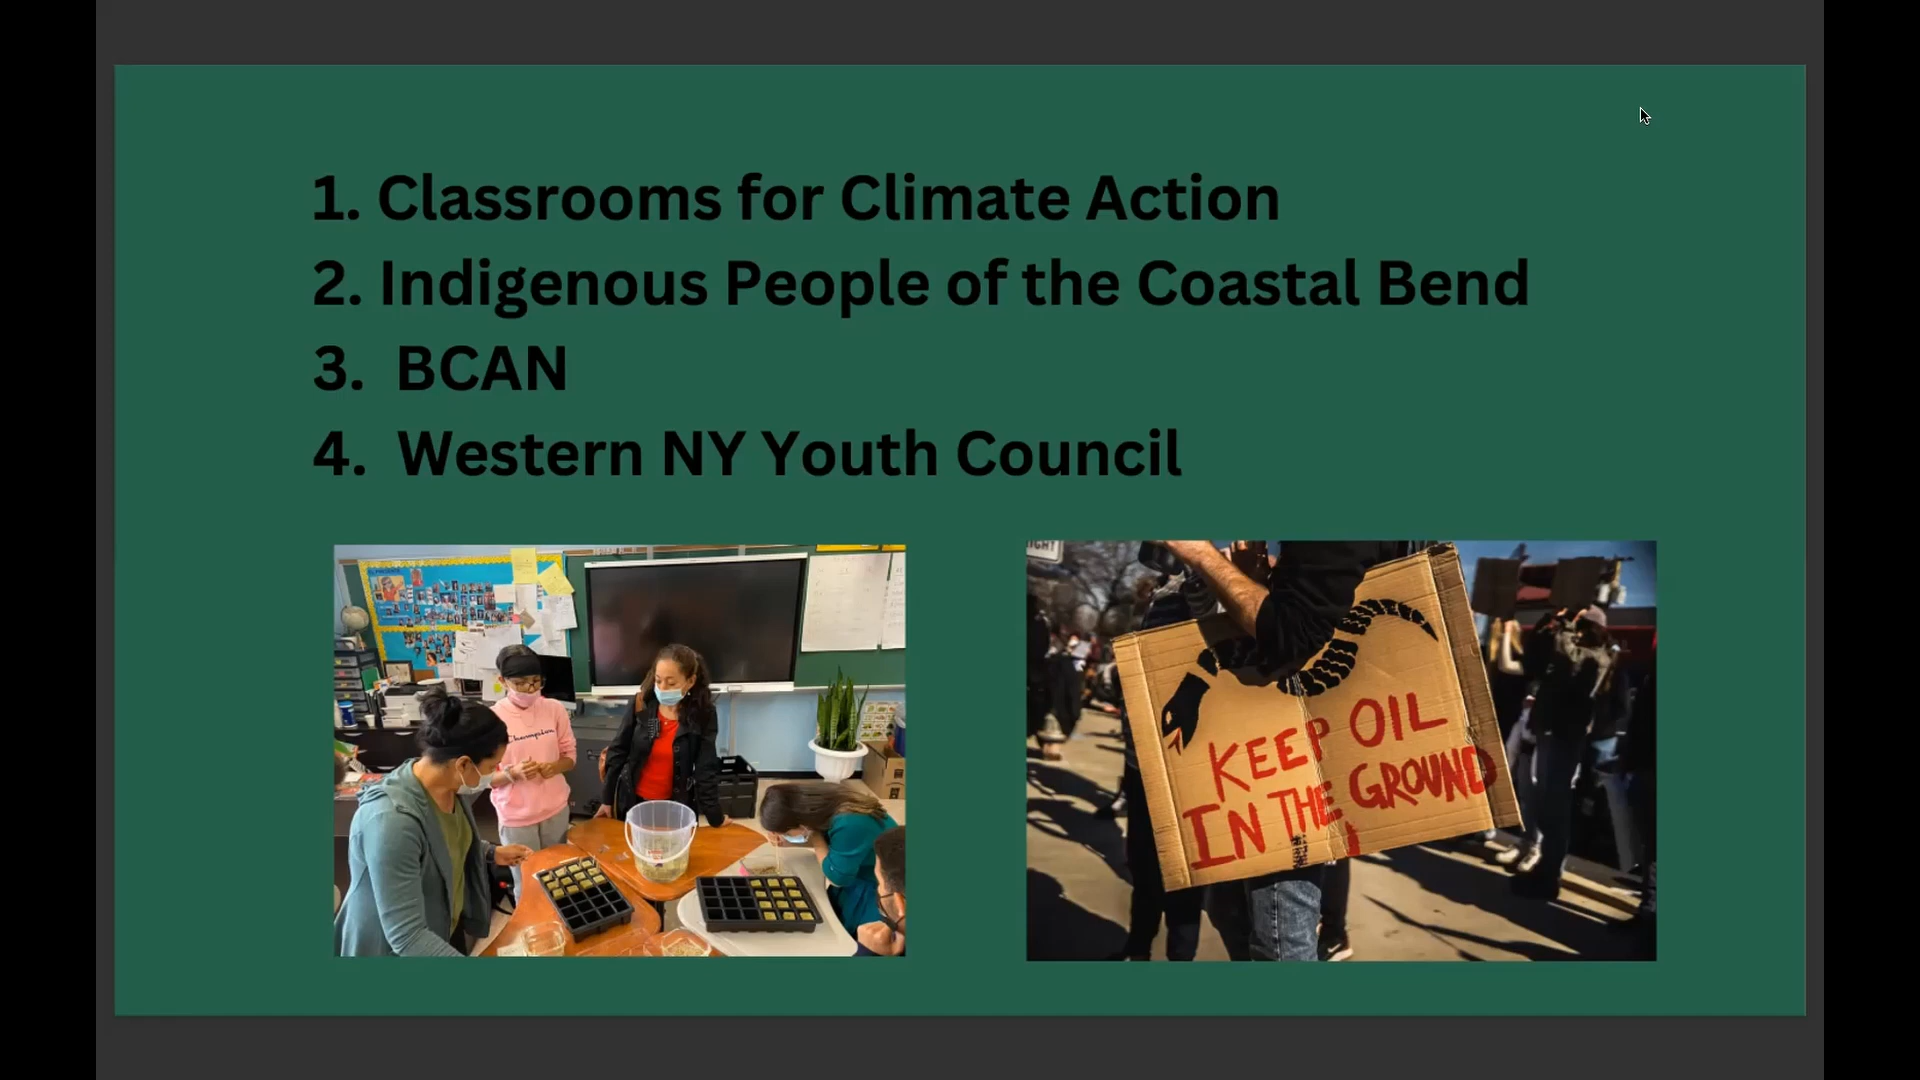 1. Classrooms for Climate Action
2. Indigenous People of the Coastal Bend
3. BCAN
4. Western NY Youth Council
Champion
KEEP OIL
IN THE GROUND